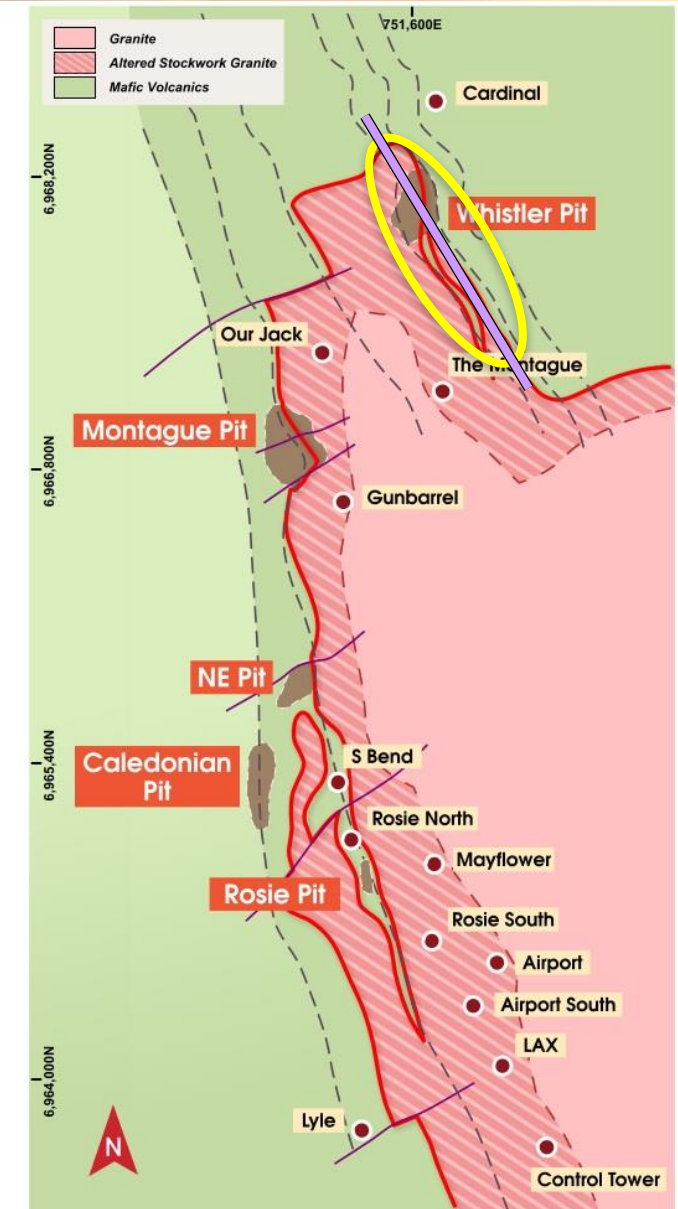 751,600E
Granite
Altered Stockwork Granite
Mafic Volcanics
Cardinal
6,968,200N
Whistler Pit
Our Jack
The Montague
Montague Pit
6,966,800N
Gunbarrel
NE Pit
6,965,400N
S Bend
Caledonian
Pit
Rosie North
Mayflower
Rosie Pit
Rosie South
Airport
Airport South
LAX
6,964,000N
Lyle
N
Control Tower